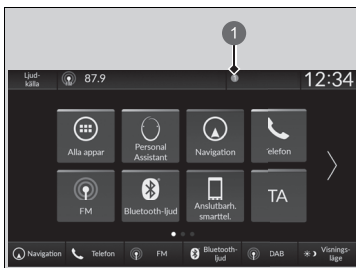 1
Ljud-
källa
87.9
12:34
Alla appar
Personal
Assistant
Navigation
elefon
FM
Bluetooth-ljud
Anslutbarh.
smarttel.
TA
Navigation
Telefon
FM
Bluetooth-
ljud
DAB
Visnings-
läge